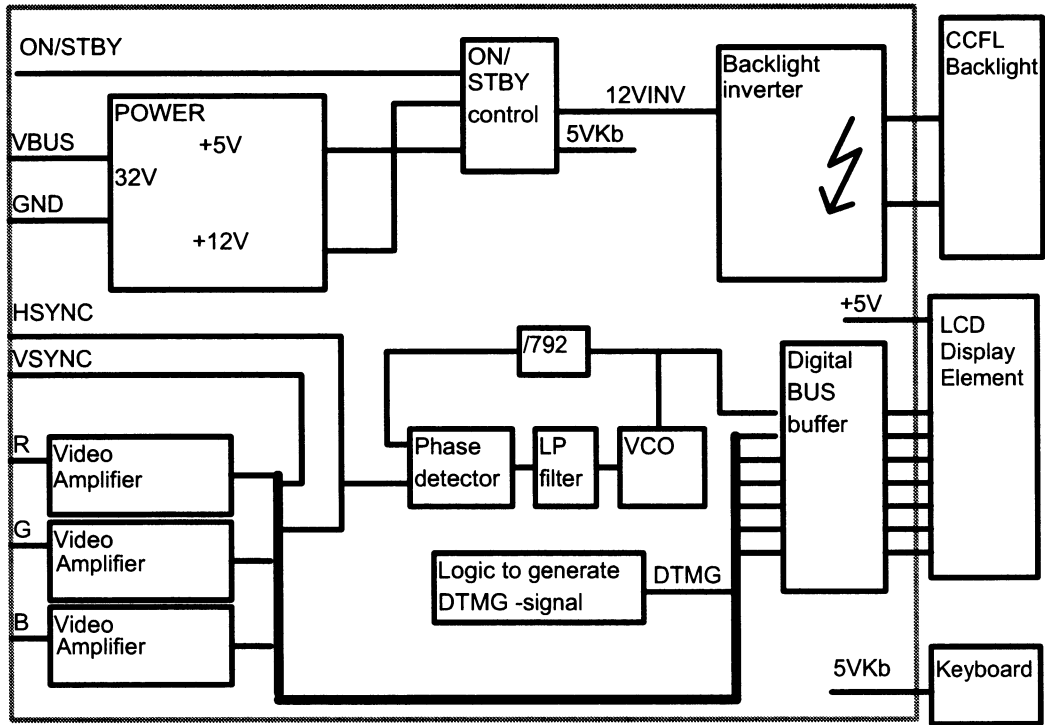 ON/STBY
ON/
STBY
control
POWER
+5V
32V
+12V
VBUS
GND
12VINV
5VKb
Backlight
inverter
CCFL
Backlight
HSYNC
VSYNC
/792
Phase
detector
LP
filter
VCO
Digital
BUS
buffer
+5V
LCD
Display
Element
R
Video
Amplifier
G
Video
Amplifier
B
Video
Amplifier
Logic to generate
DTMG -signal
DTMG
5VKb
Keyboard